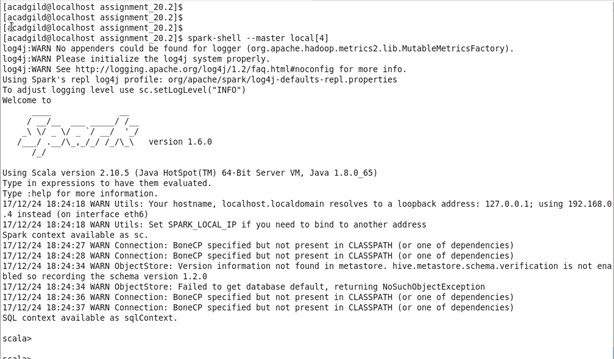 [acadgild@localhost assignment_20.2]$
[acadgild@localhost assignment_20.2]$
[acadgild@localhost assignment_20.2]$
[acadgild@localhost assignment_20.2]$ spark-shell --master local[4]
log4j:WARN No appenders could be found for logger (org.apache.hadoop.metrics2.lib.MutableMetricsFactory).
log4j:WARN Please initialize the log4j system properly.
log4j:WARN See http://logging.apache.org/log4j/1.2/faq.html#noconfig for more info.
Using Spark's repl log4j profile: org/apache/spark/log4j-defaults-repl.properties
To adjust logging level use sc.setLogLevel("INFO")
Welcome to
Spark version 1.6.0
Using Scala version 2.10.5 (Java HotSpot(TM) 64-Bit Server VM, Java 1.8.0_65)
Type in expressions to have them evaluated.
Type :help for more information.
17/12/24 18:24:18 WARN Utils: Your hostname, localhost.localdomain resolves to a loopback address: 127.0.0.1; using 192.168.0
.4 instead (on interface eth6)
17/12/24 18:24:18 WARN Utils: Set SPARK_LOCAL_IP if you need to bind to another address
Spark context available as sc.
17/12/24 18:24:27 WARN Connection: BoneCP specified but not present in CLASSPATH (or one of dependencies)
17/12/24 18:24:28 WARN Connection: BoneCP specified but not present in CLASSPATH (or one of dependencies)
17/12/24 18:24:34 WARN ObjectStore: Version information not found in metastore. hive.metastore.schema.verification is not ena
bled so recording the schema version 1.2.0
17/12/24 18:24:34 WARN ObjectStore: Failed to get database default, returning NoSuchObjectException
17/12/24 18:24:36 WARN Connection: BoneCP specified but not present in CLASSPATH (or one of dependencies)
17/12/24 18:24:37 WARN Connection: BoneCP specified but not present in CLASSPATH (or one of dependencies)
SQL context available as sqlContext.
scala>
scala>